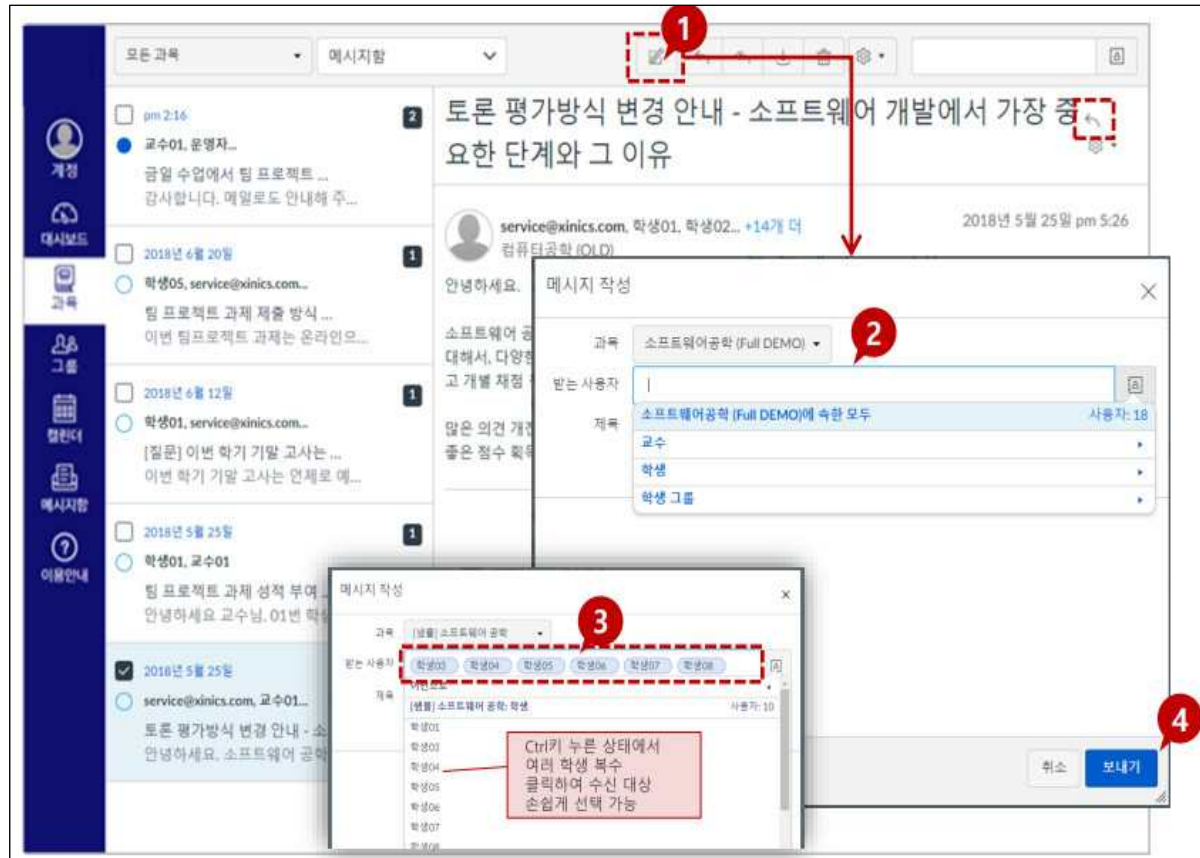 모든 과목
메시지함
1
계정
대시보드
과목
그룹
캘린더
메시지함
이용안내
pm 2:16
2
교수01, 운영자...
금일 수업에서 팀 프로젝트 ...
감사합니다. 메일로도 안내해 주...
2018년 6월 20일
1
학생05, service@xinics.com...
팀 프로젝트 과제 제출 방식 ...
이번 팀프로젝트 과제는 온라인으...
2018년 6월 12일
1
학생01, service@xinics.com...
[질문] 이번 학기 기말 고사는 ...
이번 학기 기말 고사는 언제로 예...
2018년 5월 25일
1
학생01, 교수01
팀 프로젝트 과제 성적 부여 ...
안녕하세요 교수님, 01번 학
2018년 5월 25일
service@xinics.com, 교수01...
토론 평가방식 변경 안내 - 소
안녕하세요, 소프트웨어 공학
토론 평가방식 변경 안내 - 소프트웨어 개발에서 가장 중
요한 단계와 그 이유
service@xinics.com, 학생01, 학생02... +14개 더
컴퓨터공학 (OLD)
2018년 5월 25일 pm 5:26
안녕하세요.
소프트웨어 공
대해서, 다양한
고 개별 채점
많은 의견 개진
좋은 점수 획득
메시지 작성
2
과목
소프트웨어공학 (Full DEMO)
받는 사용자
소프트웨어공학 (Full DEMO)에 속한 모두
사용자: 18
제목
교수
학생
학생 그룹
취소
보내기
4
메시지 작성
3
과목
[샘플] 소프트웨어 공학
받는 사용자
학생03
학생04
학생05
학생06
학생07
학생08
제목
[샘플] 소프트웨어 공학: 학생
사용자: 10
학생01
학생03
학생04
학생05
학생06
학생07
학생08
Ctrl키 누른 상태에서
여러 학생 복수
클릭하여 수신 대상
손쉽게 선택 가능